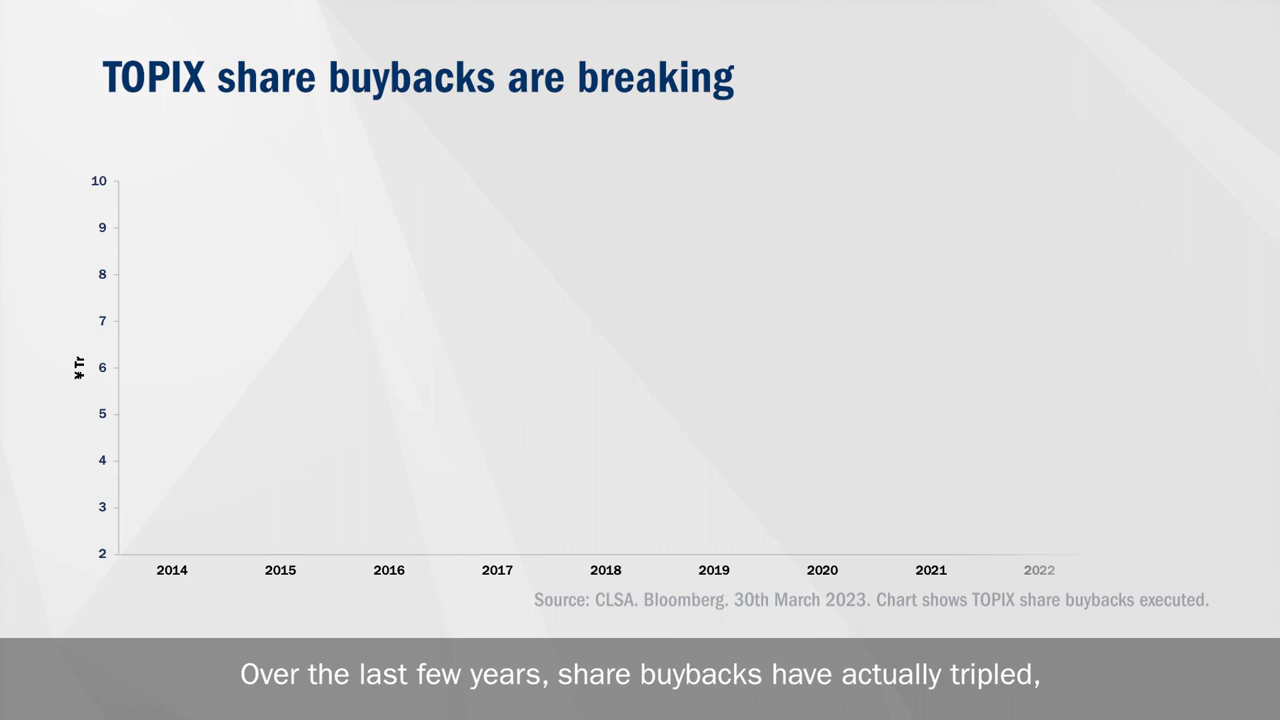 TOPIX share buybacks are breaking
10
9
8
7
¥ Tr
6
5
4
3
2
2014 2015 2016 2017 2018 2019 2020 2021 2022
Source: CLSA. Bloomberg. 30th March 2023. Chart shows TOPIX share buybacks executed.
Over the last few years, share buybacks have actually tripled,